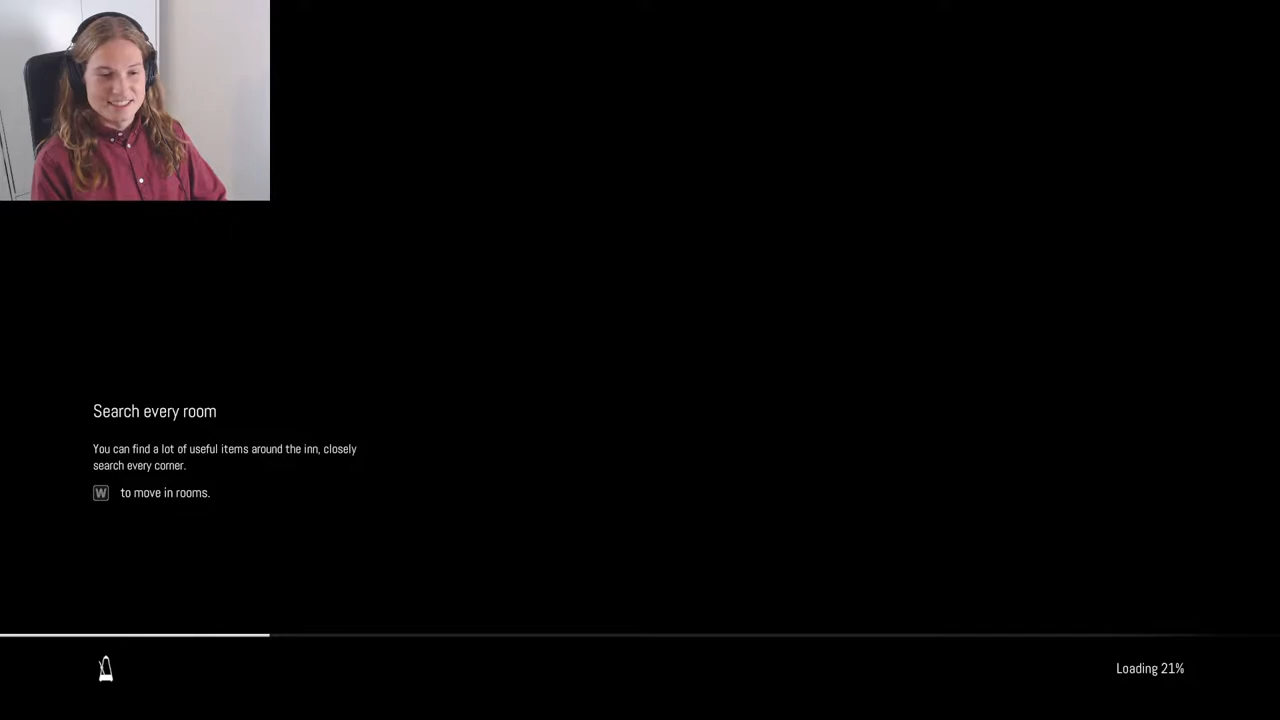 Search every room
You can find a lot of useful items around the inn, closely
search every corner.
W to move in rooms.
Loading 21%